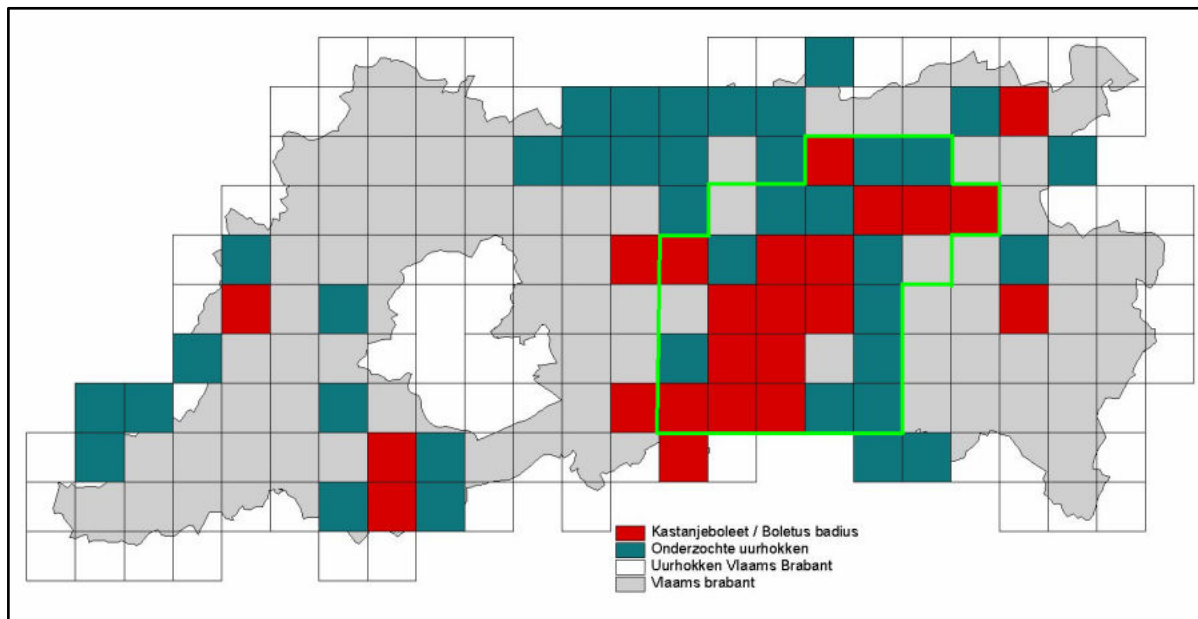 Kastanjeboleet / Boletus badius
Onderzochte uurhokken
Uurhokken Vlaams Brabant
Vlaams brabant